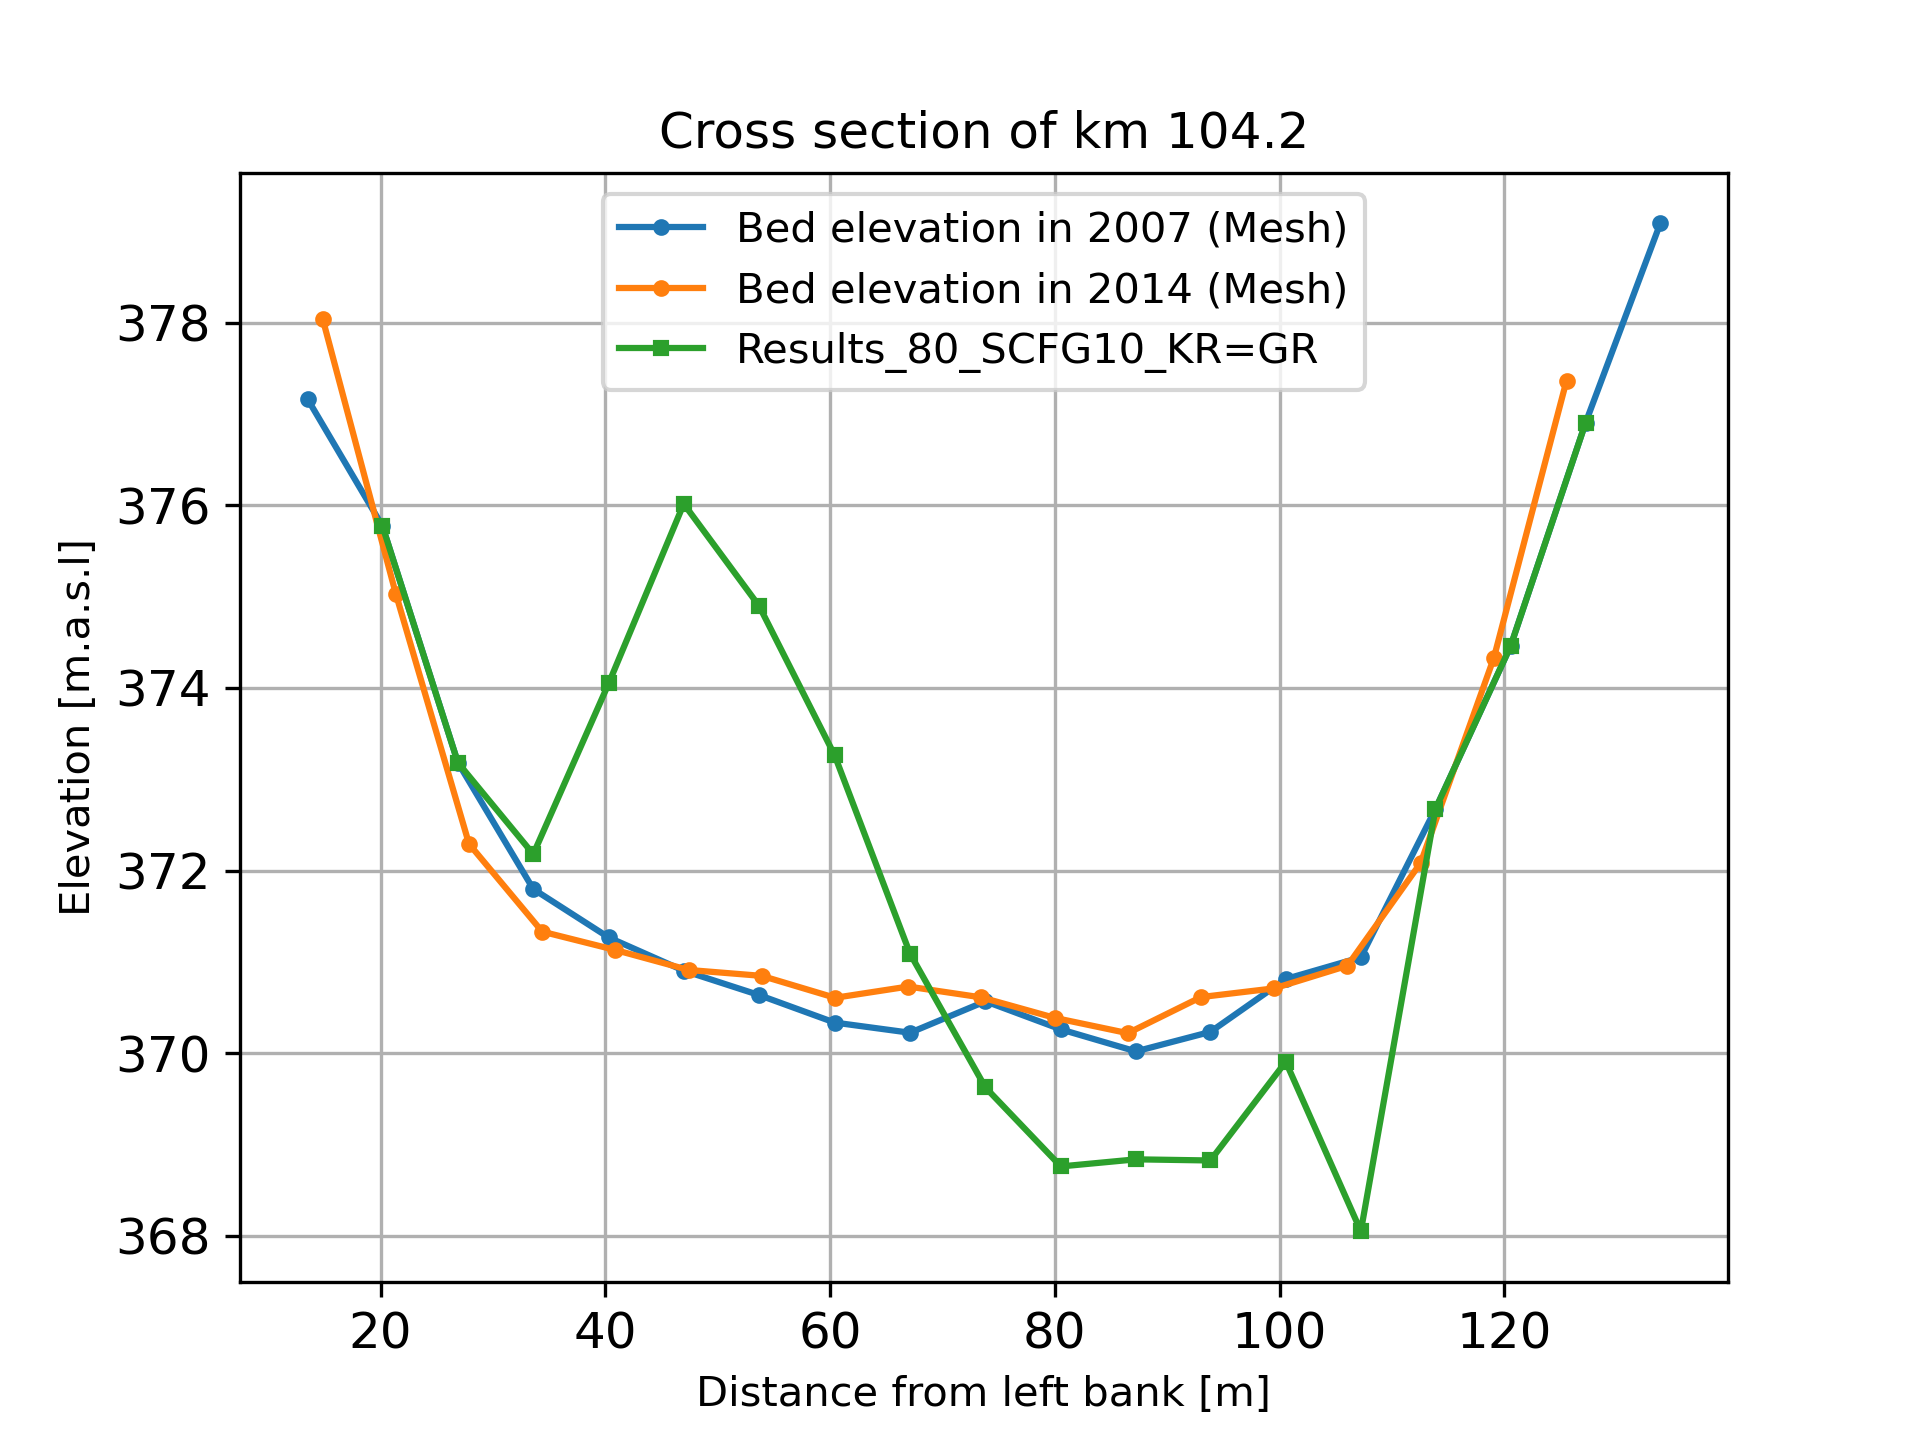 Cross section of km 104.2
Bed elevation in 2007 (Mesh)
Bed elevation in 2014 (Mesh)
Results_80_SCFG10_KR=GR
Elevation [m.a.s.l]
378
376
374
372
370
368
20 40 60 80 100 120
Distance from left bank [m]